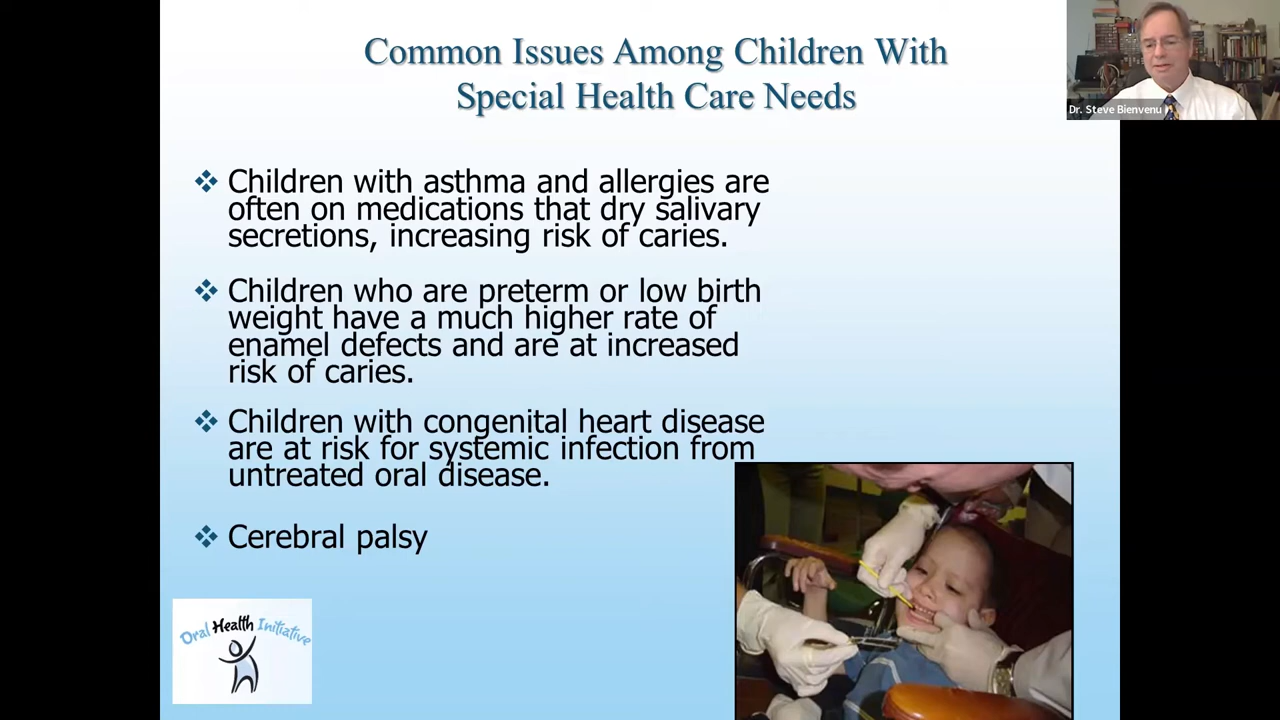 Common Issues Among Children With
Special Health Care Needs
Dr. Steve Bienvenu
Children with asthma and allergies are
often on medications that dry salivary
secretions, increasing risk of caries.
Children who are preterm or low birth
weight have a much higher rate of
enamel defects and are at increased
risk of caries.
Children with congenital heart disease
are at risk for systemic infection from
untreated oral disease.
Cerebral palsy
Oral Health Initiative